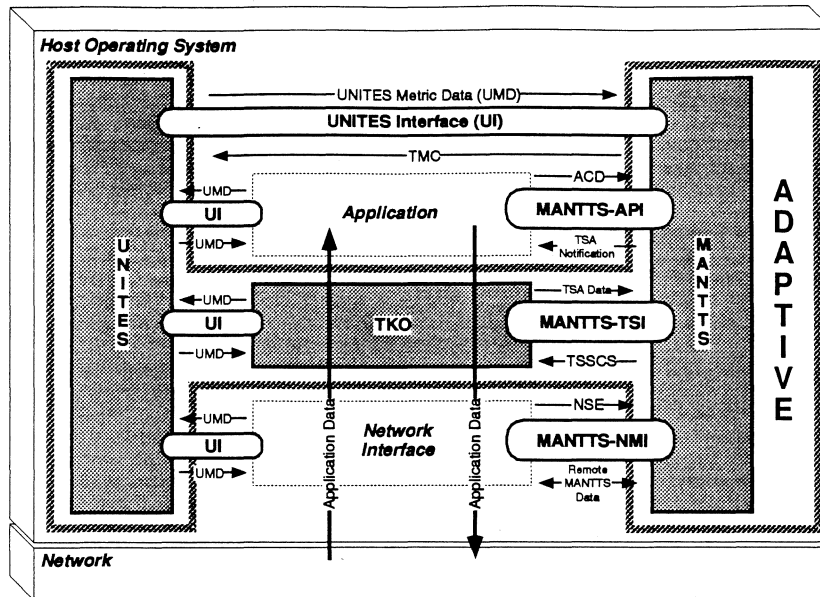 Host Operating System
UNITES Metric Data (UMD)
UNITES Interface (UI)
TMC
UMD
ACD
UI
Application
MANTTS-API
UMD
TSA
Notification
UNITES
MANTTS
ADAPTIVE
UMD
TSA Data
UI
TKO
MANTTS-TSI
UMD
TSSCS
UMD
NSE
UI
Network
Interface
MANTTS-NMI
UMD
Remote
MANTTS
Data
Application Data
Application Data
Network